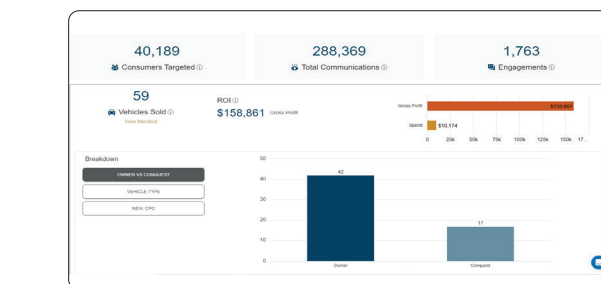 40,189
Consumers Targeted
288,369
Total Communications
1,763
Engagements
59
Vehicles Sold
View Manifest
ROI
$158,861 Gross Profit
Gross Profit
$158,861
Spend
$10,174
0 25k 50k 75k 100k 125k 150k 17...
Breakdown
OWNER VS CONQUEST
VEHICLE TYPE
NEW, CPO
50
40
30
20
10
0
42
17
Owner
Conquest